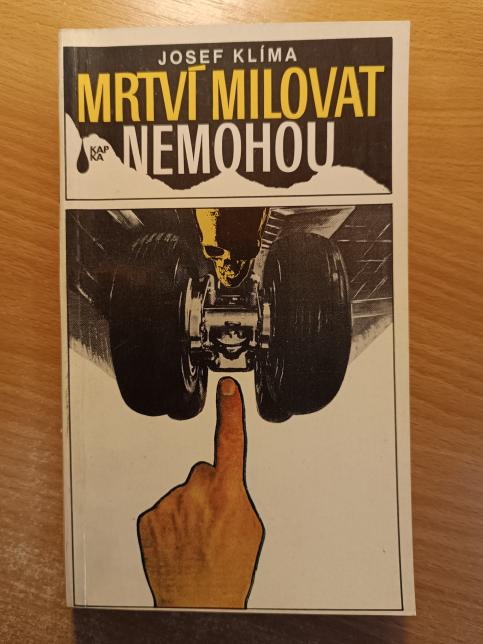 JOSEF KLÍMA
MRTVÍ MILOVAT
NEMOHOU
KAP
KA